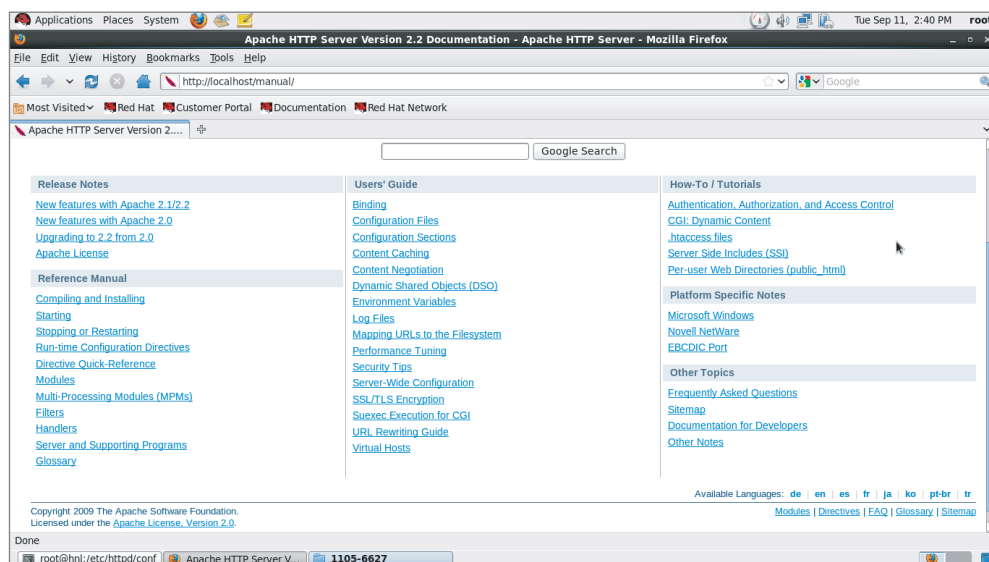 Applications Places System Tue Sep 11, 2:40 PM root
Apache HTTP Server Version 2.2 Documentation - Apache HTTP Server - Mozilla Firefox
File Edit View History Bookmarks Tools Help
http://localhost/manual/ Google
Most Visited Red Hat Customer Portal Documentation Red Hat Network
Apache HTTP Server Version 2....
Google Search
Release Notes
New features with Apache 2.1/2.2
New features with Apache 2.0
Upgrading to 2.2 from 2.0
Apache License
Reference Manual
Compiling and Installing
Starting
Stopping or Restarting
Run-time Configuration Directives
Directive Quick-Reference
Modules
Multi-Processing Modules (MPMs)
Filters
Handlers
Server and Supporting Programs
Glossary
Users' Guide
Binding
Configuration Files
Configuration Sections
Content Caching
Content Negotiation
Dynamic Shared Objects (DSO)
Environment Variables
Log Files
Mapping URLs to the Filesystem
Performance Tuning
Security Tips
Server-Wide Configuration
SSL/TLS Encryption
Suexec Execution for CGI
URL Rewriting Guide
Virtual Hosts
How-To / Tutorials
Authentication, Authorization, and Access Control
CGI: Dynamic Content
.htaccess files
Server Side Includes (SSI)
Per-user Web Directories (public_html)
Platform Specific Notes
Microsoft Windows
Novell NetWare
EBCDIC Port
Other Topics
Frequently Asked Questions
Sitemap
Documentation for Developers
Other Notes
Available Languages: de | en | es | fr | ja | ko | pt-br | tr
Copyright 2009 The Apache Software Foundation.
Licensed under the Apache License, Version 2.0.
Modules | Directives | FAQ | Glossary | Sitemap
Done
root@hnl:/etc/httpd/conf Apache HTTP Server V... 1105-6627